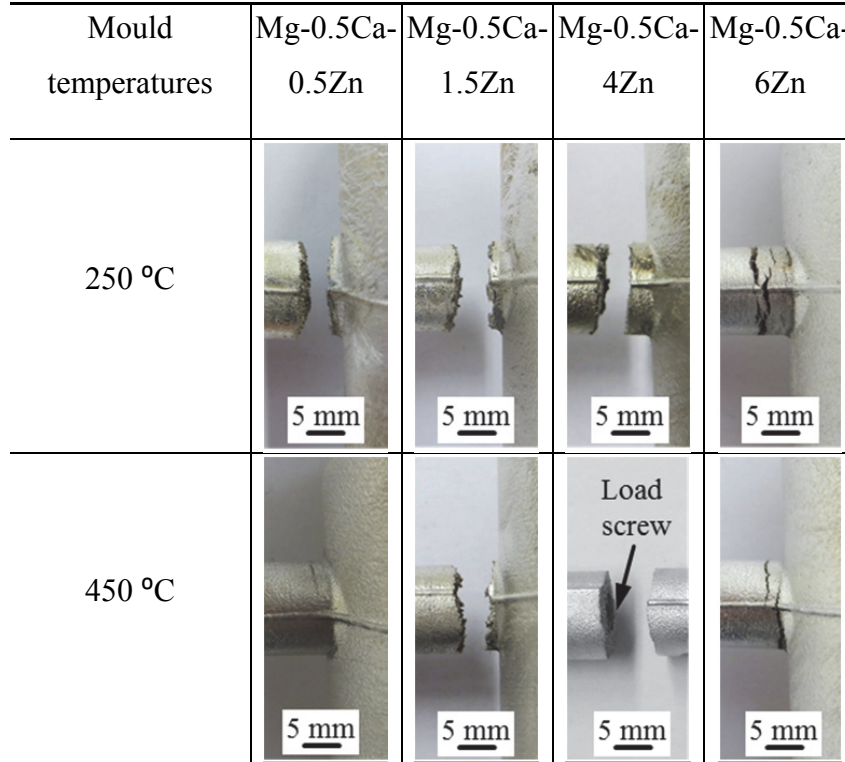 Mould
temperatures
Mg-0.5Ca-
0.5Zn
Mg-0.5Ca-
1.5Zn
Mg-0.5Ca-
4Zn
Mg-0.5Ca-
6Zn
250 ⁰C
5 mm
5 mm
5 mm
5 mm
450 ⁰C
Load
screw
5 mm
5 mm
5 mm
5 mm